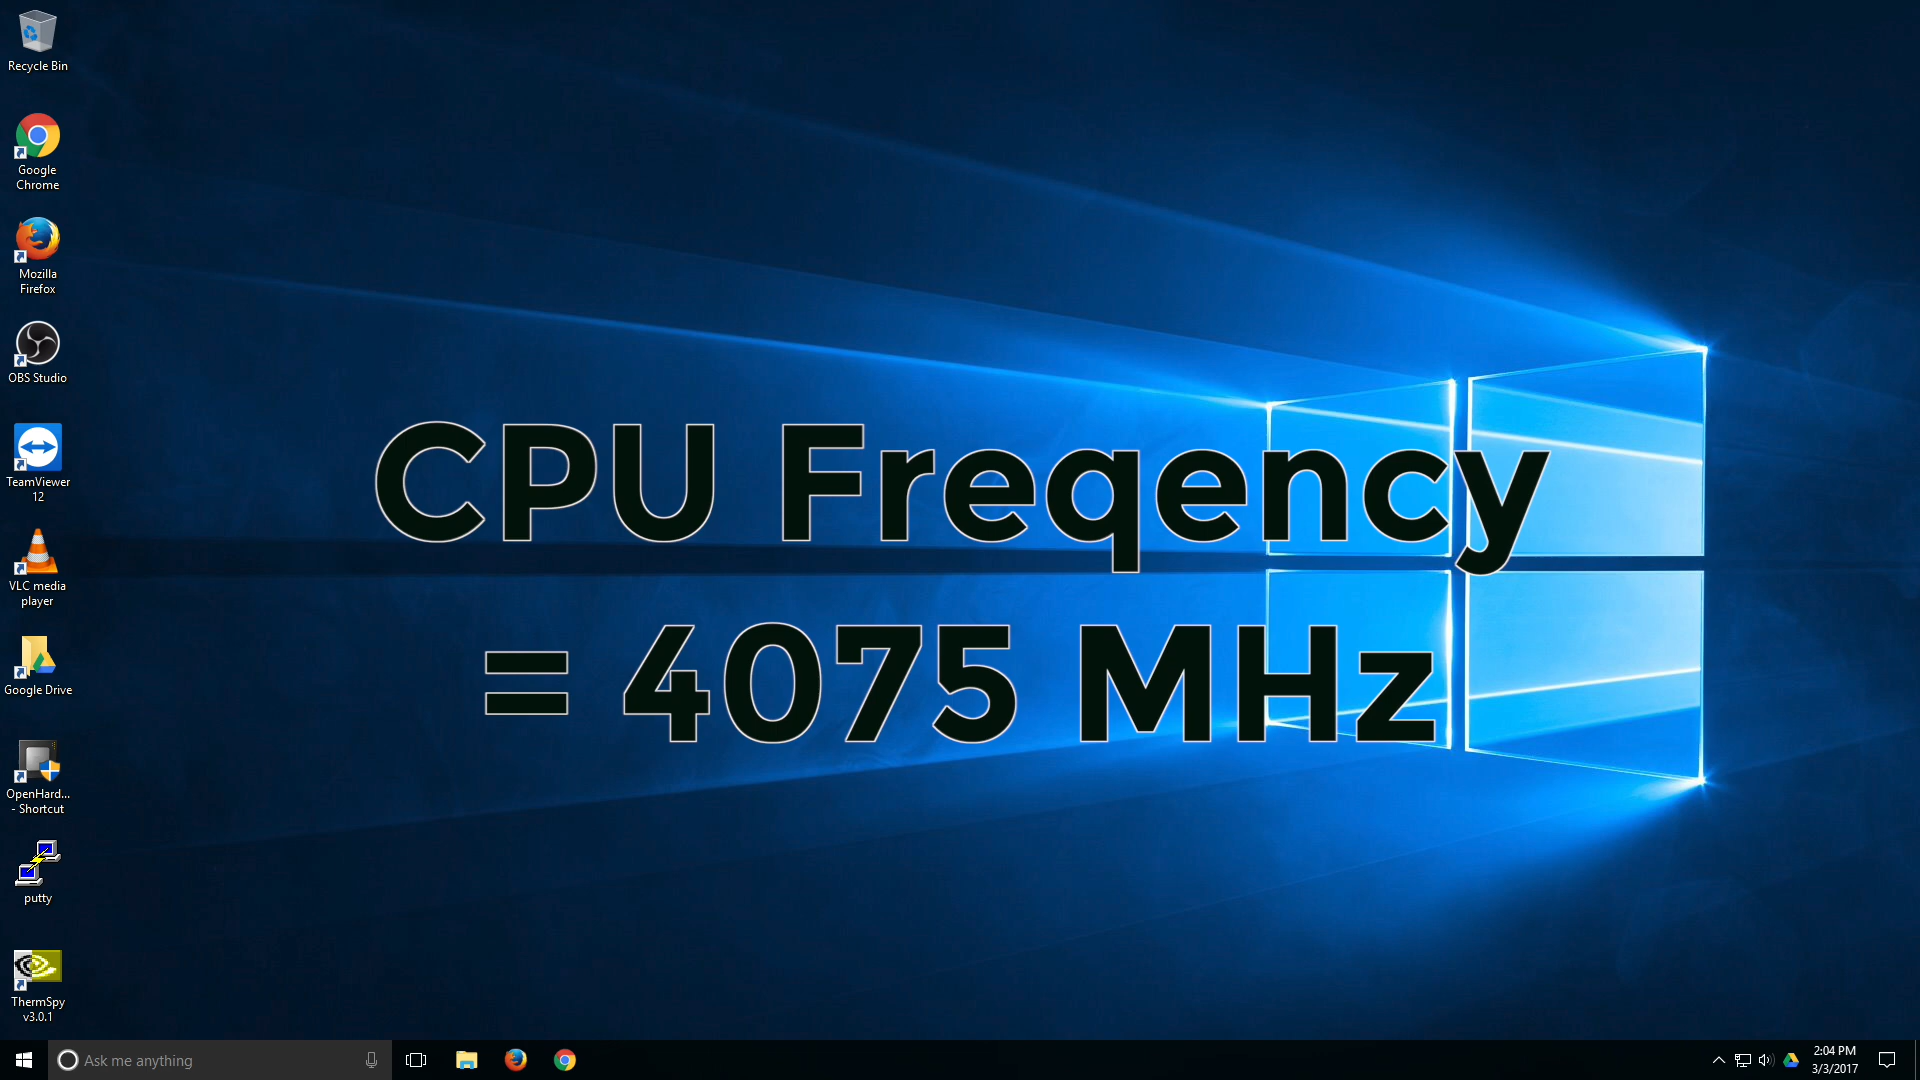 Recycle Bin
Google
Chrome
Mozilla
Firefox
OBS Studio
TeamViewer
12
VLC media
player
Google Drive
OpenHard...
- Shortcut
putty
ThermSpy
v3.0.1
CPU Freqency
= 4075 MHz
Ask me anything
2:04 PM
3/3/2017